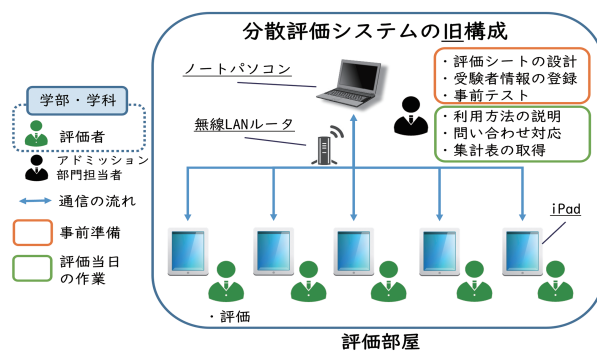 分散評価システムの旧構成
ノートパソコン
・評価シートの設計
・受験者情報の登録
・事前テスト
学部・学科
無線LANルータ
・利用方法の説明
・問い合わせ対応
・集計表の取得
評価者
アドミッション
部門担当者
通信の流れ
iPad
事前準備
評価当日
の作業
・評価
評価部屋